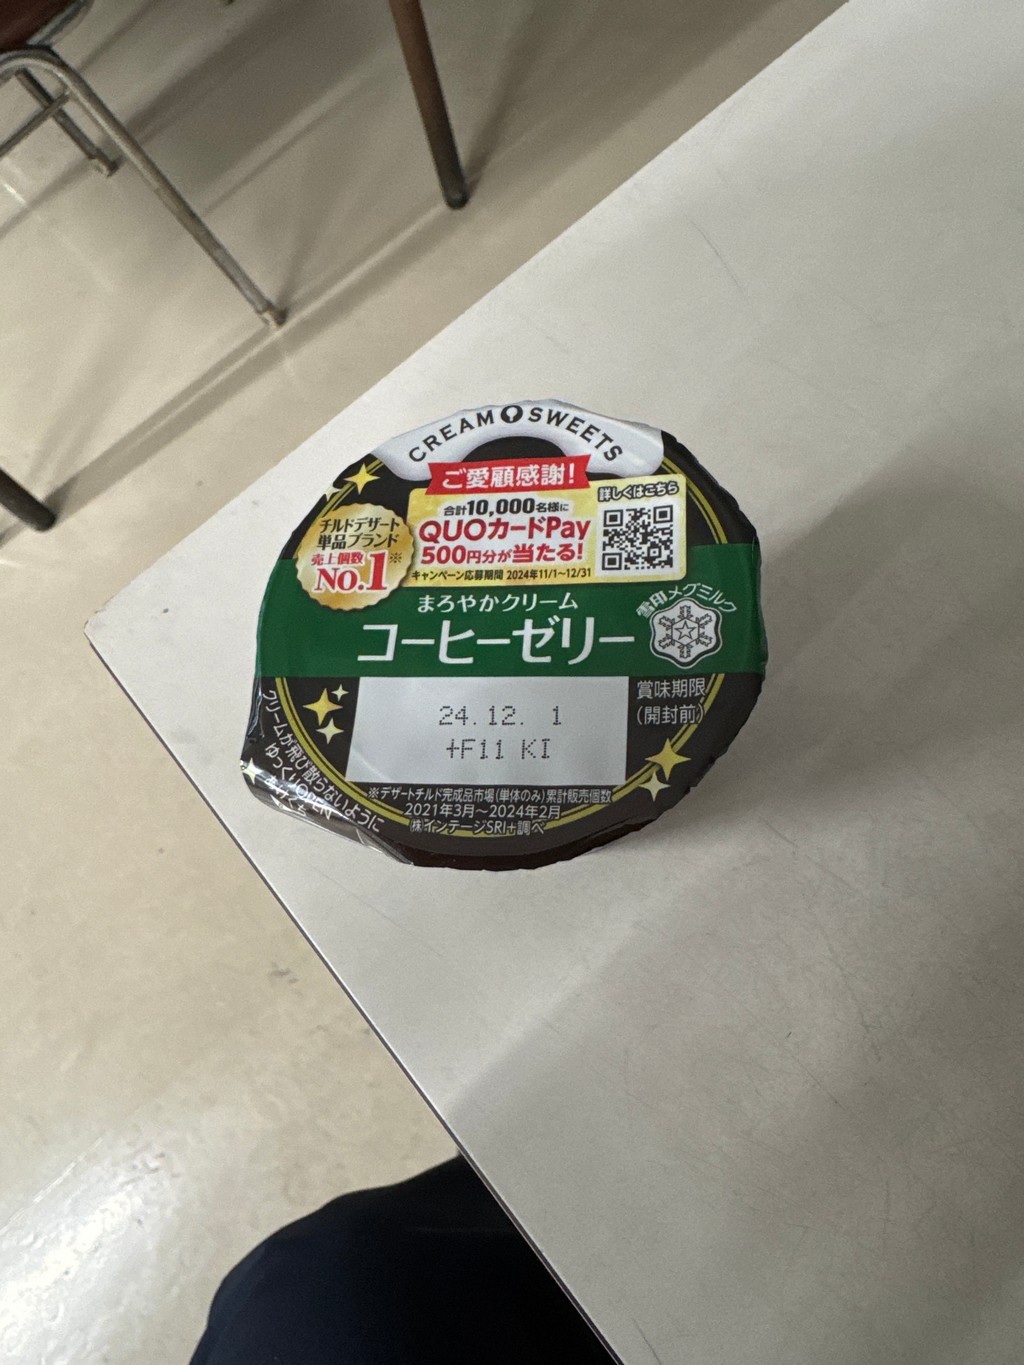 CREAM SWEETS
ご愛顧感謝!
合計10,000名様に
QUOカードPay
500円分が当たる!
キャンペーン応募期間 2024年11/1~12/31
詳しくはこちら
チルドデザート
単品ブランド
売上個数
No.1※
まろやかクリーム
コーヒーゼリー
雪印メグミルク
賞味期限
(開封前)
24.12. 1
+F11 KI
※デザートチルド完成品市場(単体のみ)累計販売個数
2021年3月~2024年2月
(株)インテージSRI+調べ
クリームが飛び散らないように
ゆっくりOPEN
あけくち